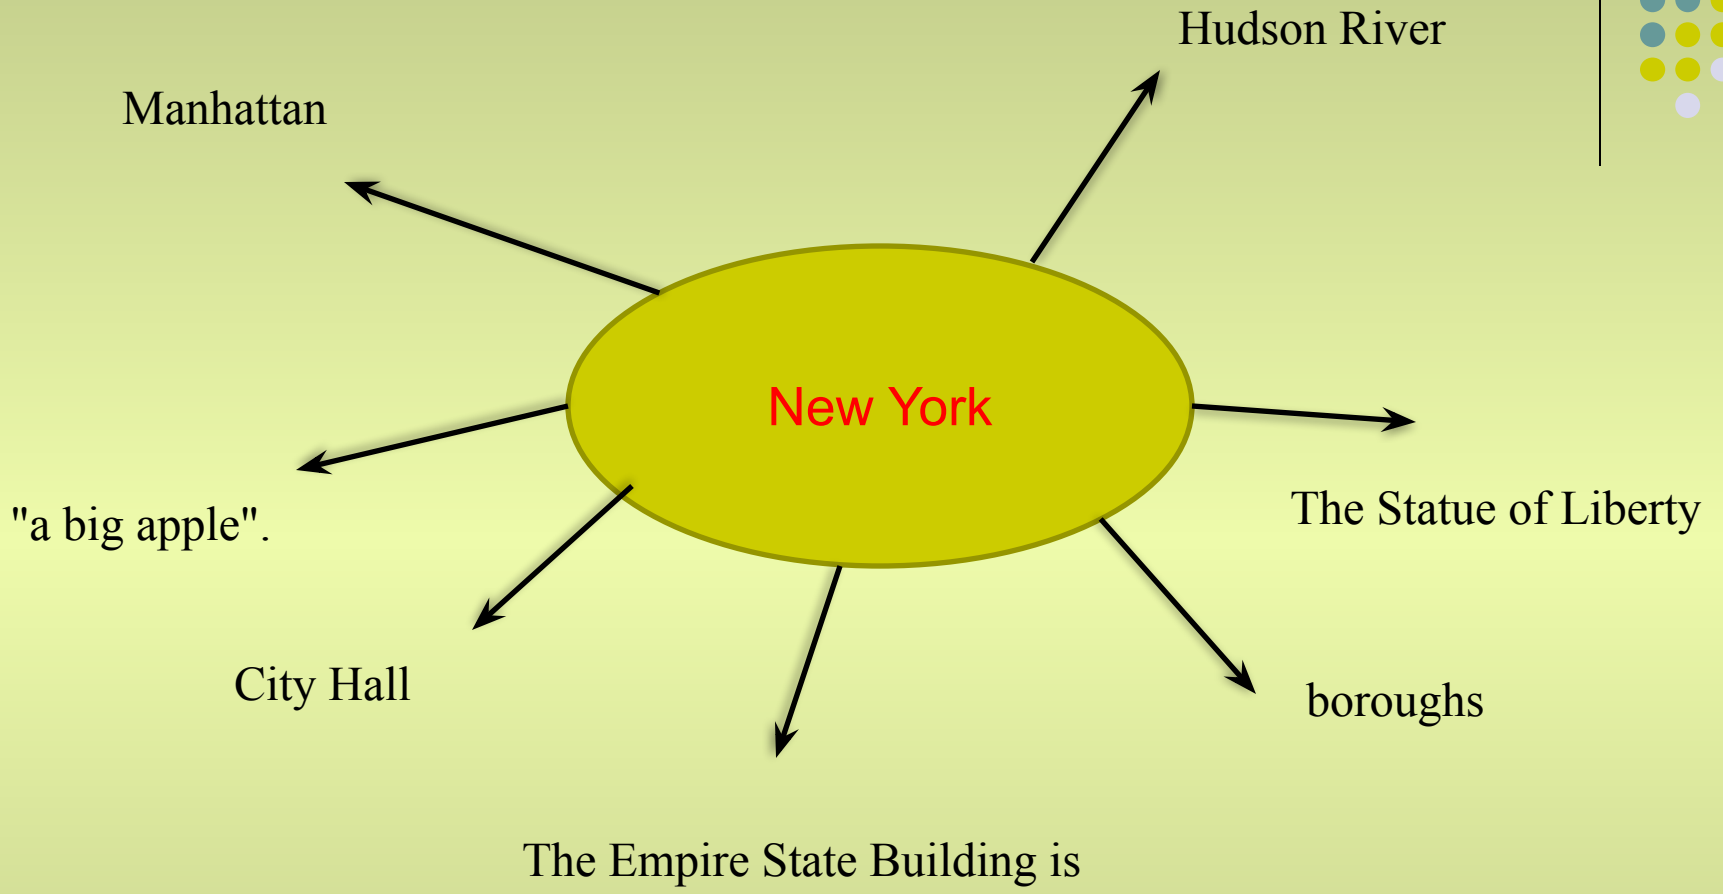 Hudson River
Manhattan
New York
The Statue of Liberty
"a big apple".
City Hall
boroughs
The Empire State Building is